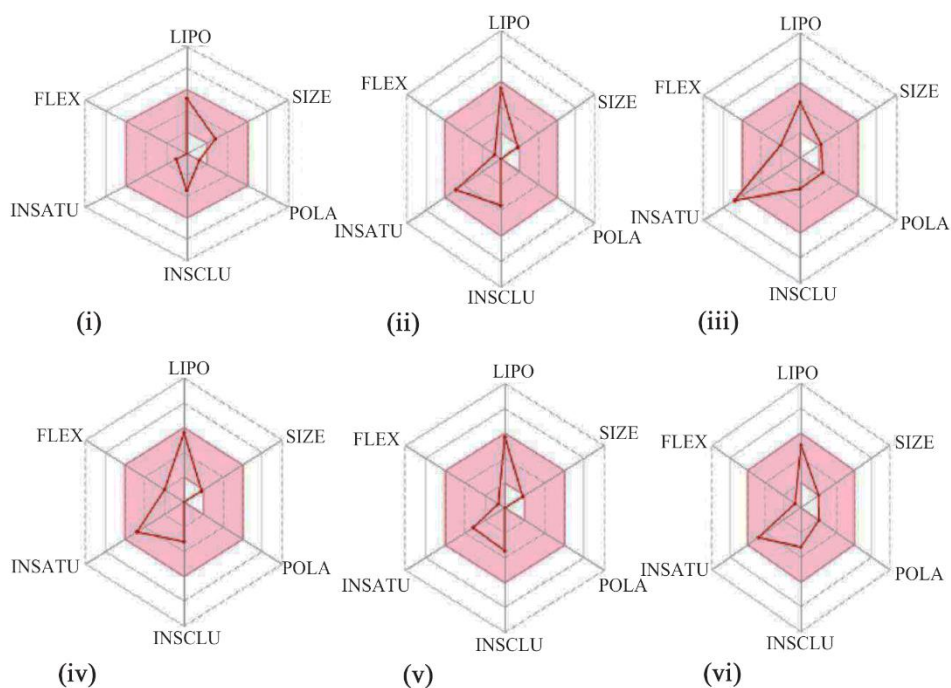 LIPO
FLEX
SIZE
INSATU
POLA
INSCLU
(i)
LIPO
FLEX
SIZE
INSATU
POLA
INSCLU
(ii)
LIPO
FLEX
SIZE
INSATU
POLA
INSCLU
(iii)
LIPO
FLEX
SIZE
INSATU
POLA
INSCLU
(iv)
LIPO
FLEX
SIZE
INSATU
POLA
INSCLU
(v)
LIPO
FLEX
SIZE
INSATU
POLA
INSCLU
(vi)